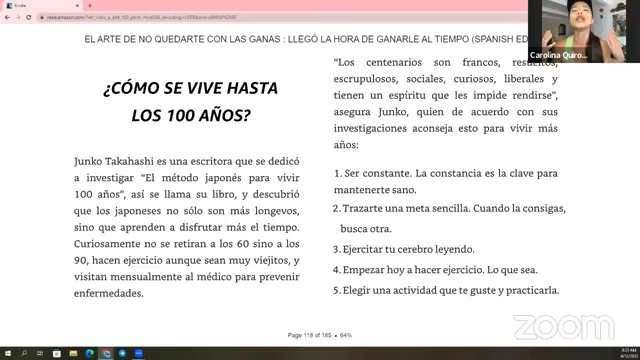 Kindle
EL ARTE DE NO QUEDARTE CON LAS GANAS : LLEGÓ LA HORA DE GANARLE AL TIEMPO (SPANISH ED
Carolina Quiro...
¿CÓMO SE VIVE HASTA
LOS 100 AÑOS?
Junko Takahashi es una escritora que se dedicó
a investigar “El método japonés para vivir
100 años”, así se llama su libro, y descubrió
que los japoneses no sólo son más longevos,
sino que aprenden a disfrutar más el tiempo.
Curiosamente no se retiran a los 60 sino a los
90, hacen ejercicio aunque sean muy viejitos, y
visitan mensualmente al médico para prevenir
enfermedades.
“Los centenarios son francos, resueltos,
escrupulosos, sociales, curiosos, liberales y
tienen un espíritu que les impide rendirse”,
asegura Junko, quien de acuerdo con sus
investigaciones aconseja esto para vivir más
años:
1. Ser constante. La constancia es la clave para
mantenerte sano.
2. Trazarte una meta sencilla. Cuando la consigas,
busca otra.
3. Ejercitar tu cerebro leyendo.
4. Empezar hoy a hacer ejercicio. Lo que sea.
5. Elegir una actividad que te guste y practicarla.
Page 118 of 185 • 64%
zoom